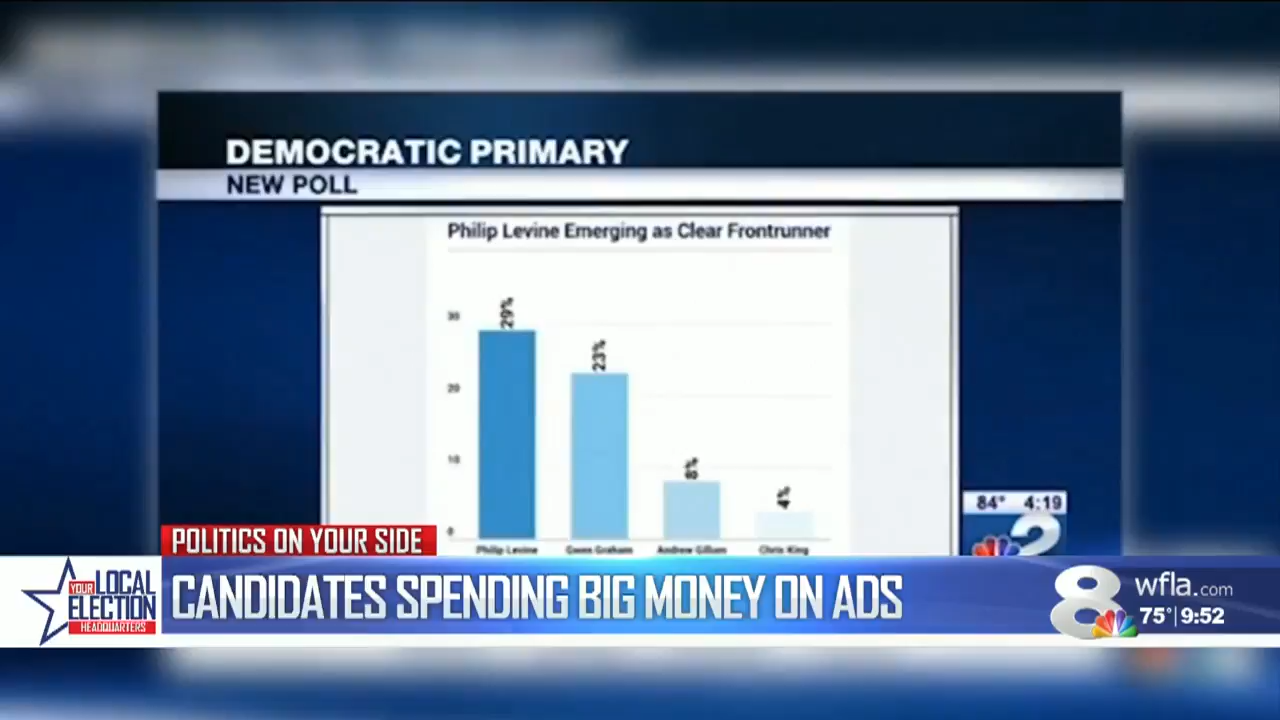 DEMOCRATIC PRIMARY
NEW POLL
Philip Levine Emerging as Clear Frontrunner
30
20
10
0
29%
23%
8%
4%
Philip Levine
Gwen Graham
Andrew Gillum
Chris King
84° 4:19
2
POLITICS ON YOUR SIDE
YOUR LOCAL
ELECTION
HEADQUARTERS
CANDIDATES SPENDING BIG MONEY ON ADS
8
wfla.com
75° | 9:52